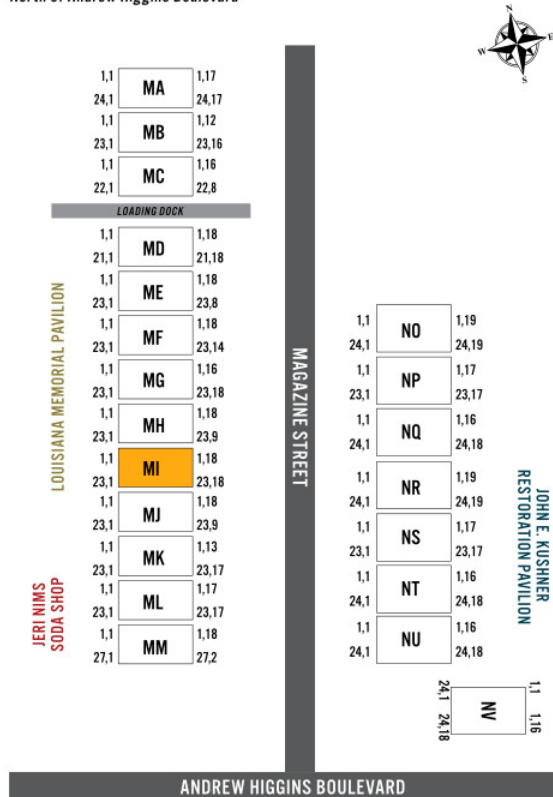 North of Andrew Higgins Boulevard
N
W E
S
1,1 MA 1,17
24,1 24,17
1,1 MB 1,12
23,1 23,16
1,1 MC 1,16
22,1 22,8
LOADING DOCK
1,1 MD 1,18
21,1 21,18
1,1 ME 1,18
23,1 23,8
1,1 MF 1,18
23,1 23,14
1,1 MG 1,16
23,1 23,18
1,1 MH 1,18
23,1 23,9
1,1 MI 1,18
23,1 23,18
1,1 MJ 1,18
23,1 23,9
1,1 MK 1,13
23,1 23,17
1,1 ML 1,17
23,1 23,17
1,1 MM 1,18
27,1 27,2
LOUISIANA MEMORIAL PAVILION
JERI NIMS
SODA SHOP
MAGAZINE STREET
1,1 NO 1,19
24,1 24,19
1,1 NP 1,17
23,1 23,17
1,1 NQ 1,16
24,1 24,18
1,1 NR 1,19
24,1 24,19
1,1 NS 1,17
23,1 23,17
1,1 NT 1,16
24,1 24,18
1,1 NU 1,16
24,1 24,18
JOHN E. KUSHNER
RESTORATION PAVILION
1,1 1,16
NV
24,1 24,18
ANDREW HIGGINS BOULEVARD